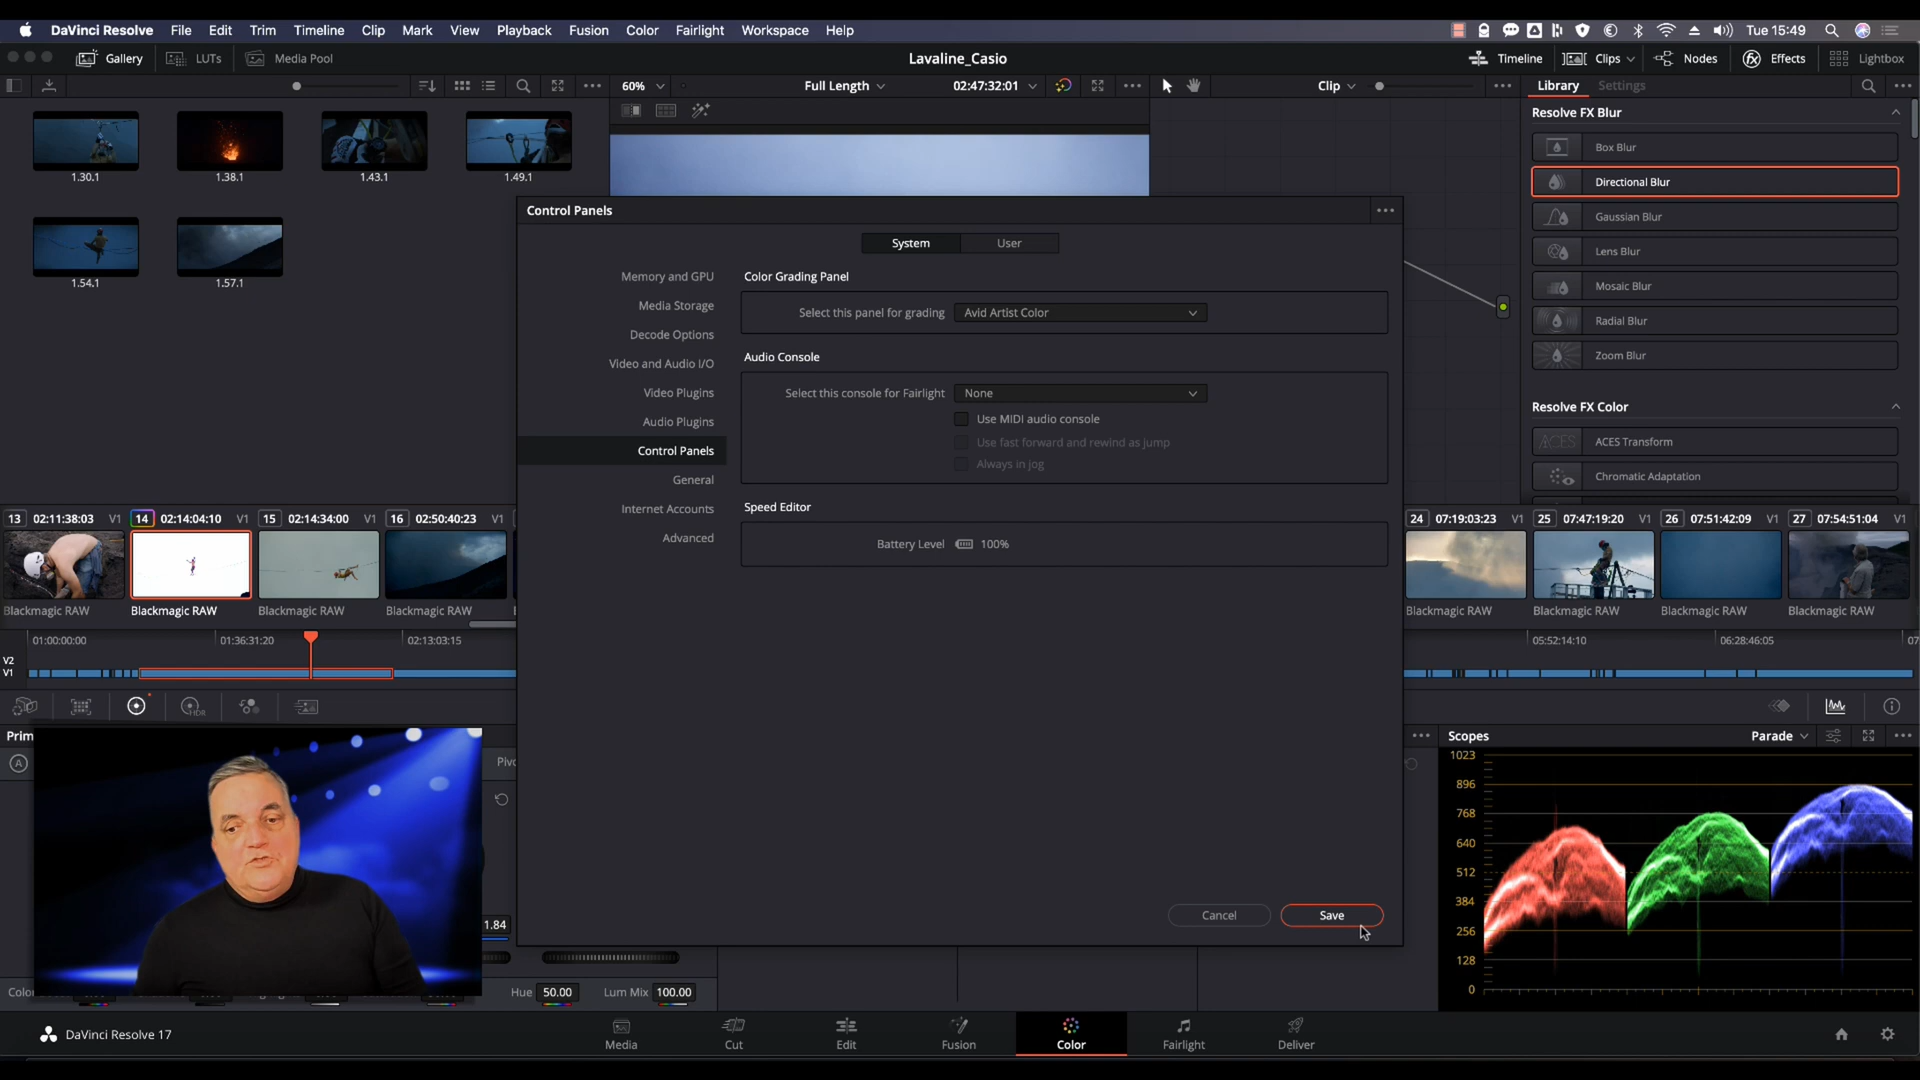 DaVinci Resolve File Edit Trim Timeline Clip Mark View Playback Fusion Color Fairlight Workspace Help Tue 15:49
Gallery LUTs Media Pool Lavaline_Casio Timeline Clips Nodes Effects Lightbox
60% Full Length 02:47:32:01 Clip Library Settings
Resolve FX Blur
Box Blur
Directional Blur
Gaussian Blur
Lens Blur
Mosaic Blur
Radial Blur
Zoom Blur
Resolve FX Color
ACES Transform
Chromatic Adaptation
1.30.1 1.38.1 1.43.1 1.49.1
1.54.1 1.57.1
Control Panels
System User
Memory and GPU
Media Storage
Decode Options
Video and Audio I/O
Video Plugins
Audio Plugins
Control Panels
General
Internet Accounts
Advanced
Color Grading Panel
Select this panel for grading Avid Artist Color
Audio Console
Select this console for Fairlight None
Use MIDI audio console
Use fast forward and rewind as jump
Always in jog
Speed Editor
Battery Level 100%
Cancel Save
13 02:11:38:03 V1 14 02:14:04:10 V1 15 02:14:34:00 V1 16 02:50:40:23 V1 24 07:19:03:23 V1 25 07:47:19:20 V1 26 07:51:42:09 V1 27 07:54:51:04 V1
Blackmagic RAW Blackmagic RAW Blackmagic RAW Blackmagic RAW Blackmagic RAW Blackmagic RAW Blackmagic RAW Blackmagic RAW
01:00:00:00 01:36:31:20 02:13:03:15 05:52:14:10 06:28:46:05 07
V2
V1
HDR
Prim
A Pivo
1.84
Colo Hue 50.00 Lum Mix 100.00
Scopes Parade
1023
896
768
640
512
384
256
128
0
DaVinci Resolve 17 Media Cut Edit Fusion Color Fairlight Deliver